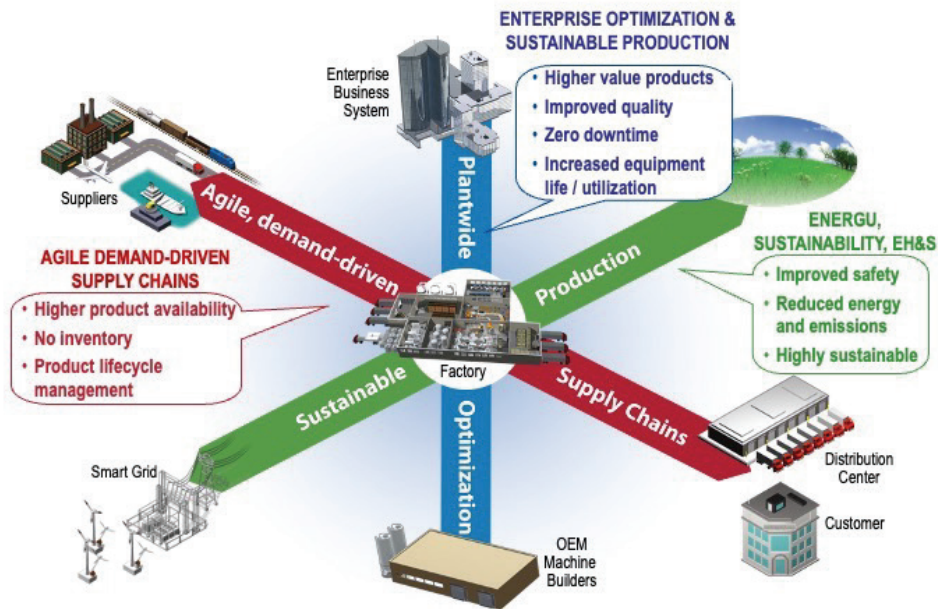 ENTERPRISE OPTIMIZATION &
SUSTAINABLE PRODUCTION
• Higher value products
• Improved quality
• Zero downtime
• Increased equipment
life / utilization
Enterprise
Business
System
Suppliers
Agile, demand-driven
Plantwide
Production
ENERGU,
SUSTAINABILITY, EH&S
• Improved safety
• Reduced energy
and emissions
• Highly sustainable
AGILE DEMAND-DRIVEN
SUPPLY CHAINS
• Higher product availability
• No inventory
• Product lifecycle
management
Factory
Sustainable
Optimization
Supply Chains
Smart Grid
Distribution
Center
Customer
OEM
Machine
Builders